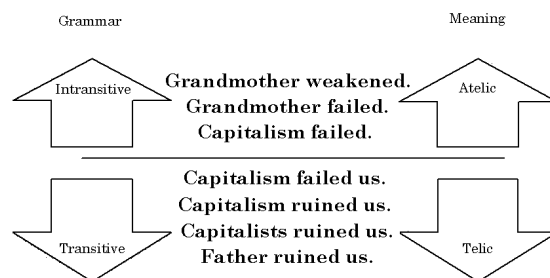 Grammar
Meaning
Intransitive
Grandmother weakened.
Grandmother failed.
Capitalism failed.
Atelic
Capitalism failed us.
Capitalism ruined us.
Capitalists ruined us.
Father ruined us.
Transitive
Telic